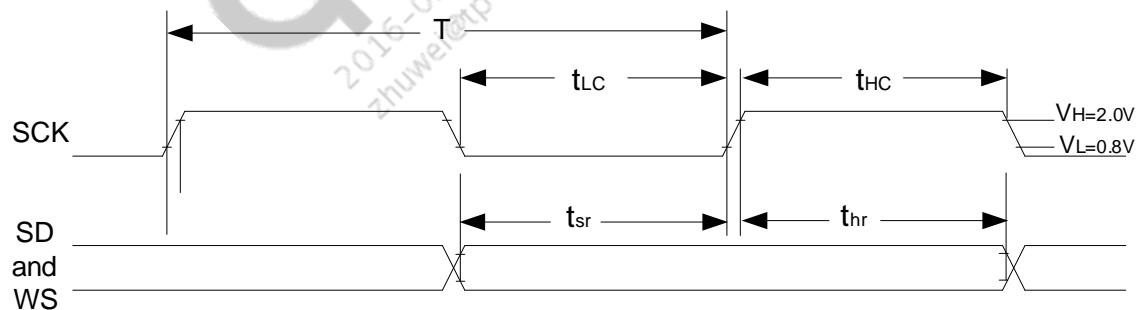 T
tLC
tHC
SCK
VH=2.0V
VL=0.8V
tsr
thr
SD
and
WS